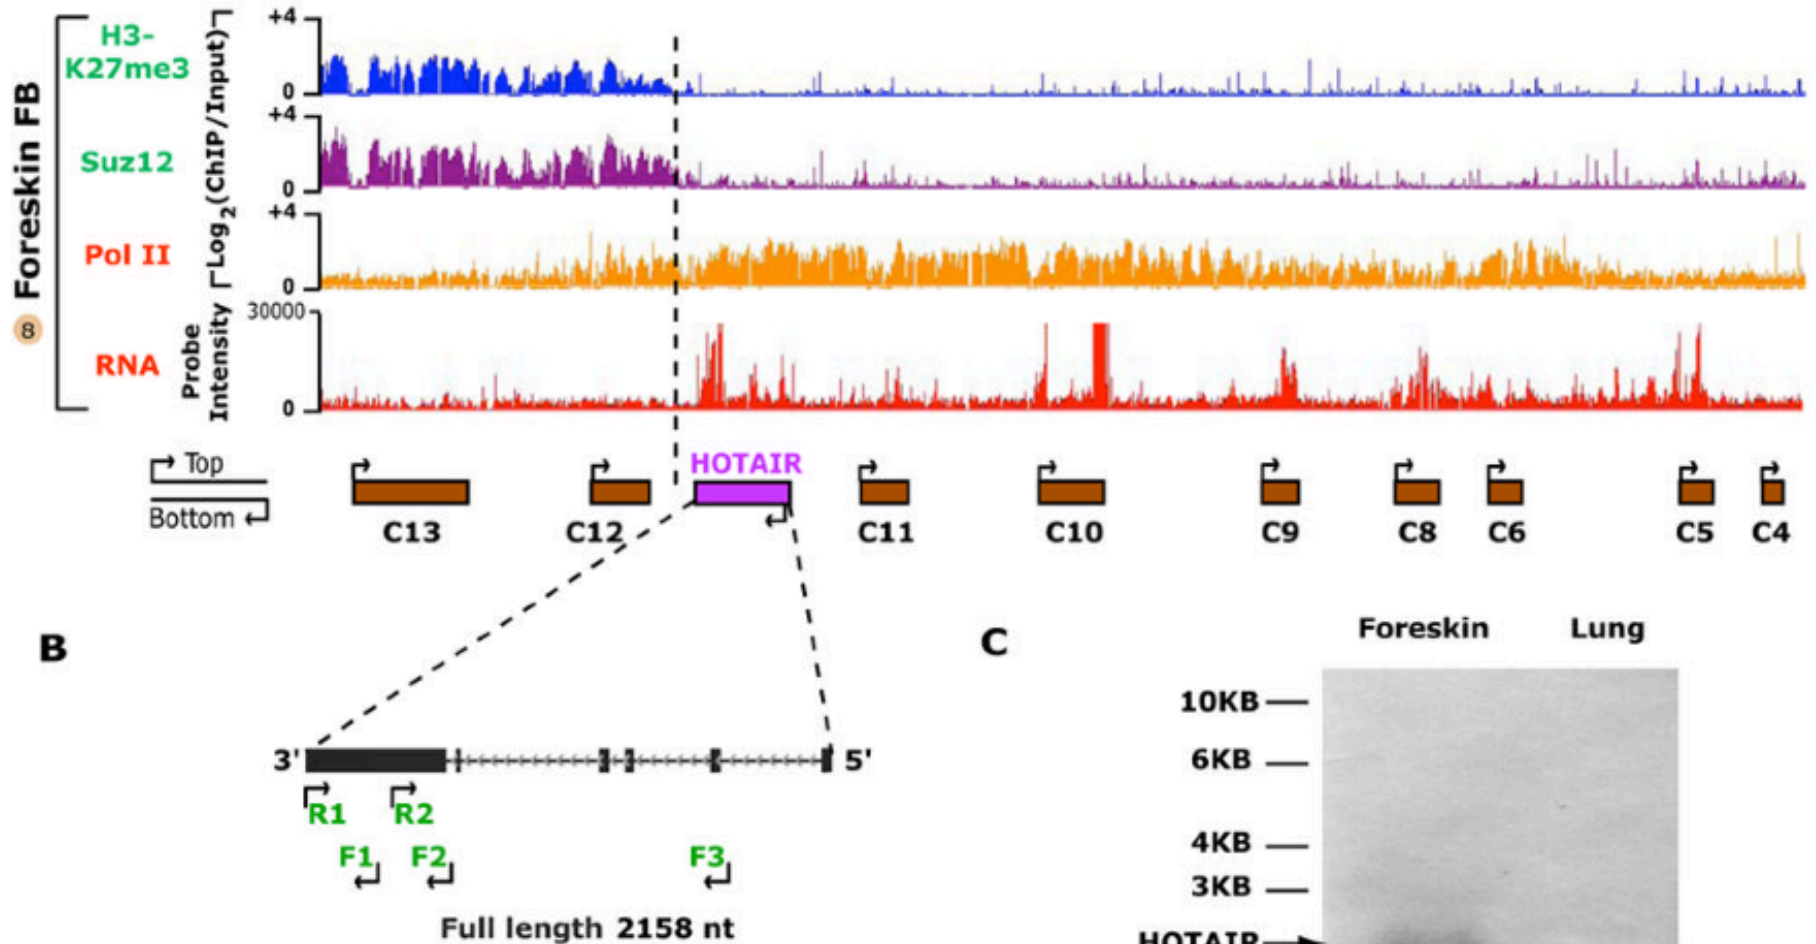 Foreskin FB
8
H3-
K27me3
Suz12
Pol II
RNA
Log2(ChIP/Input)
Probe
Intensity
+4
0
+4
0
+4
0
30000
0
Top
Bottom
HOTAIR
C13
C12
C11
C10
C9
C8
C6
C5
C4
B
3'
5'
R1
R2
F1
F2
F3
Full length 2158 nt
C
Foreskin
Lung
10KB
6KB
4KB
3KB
HOTAIR